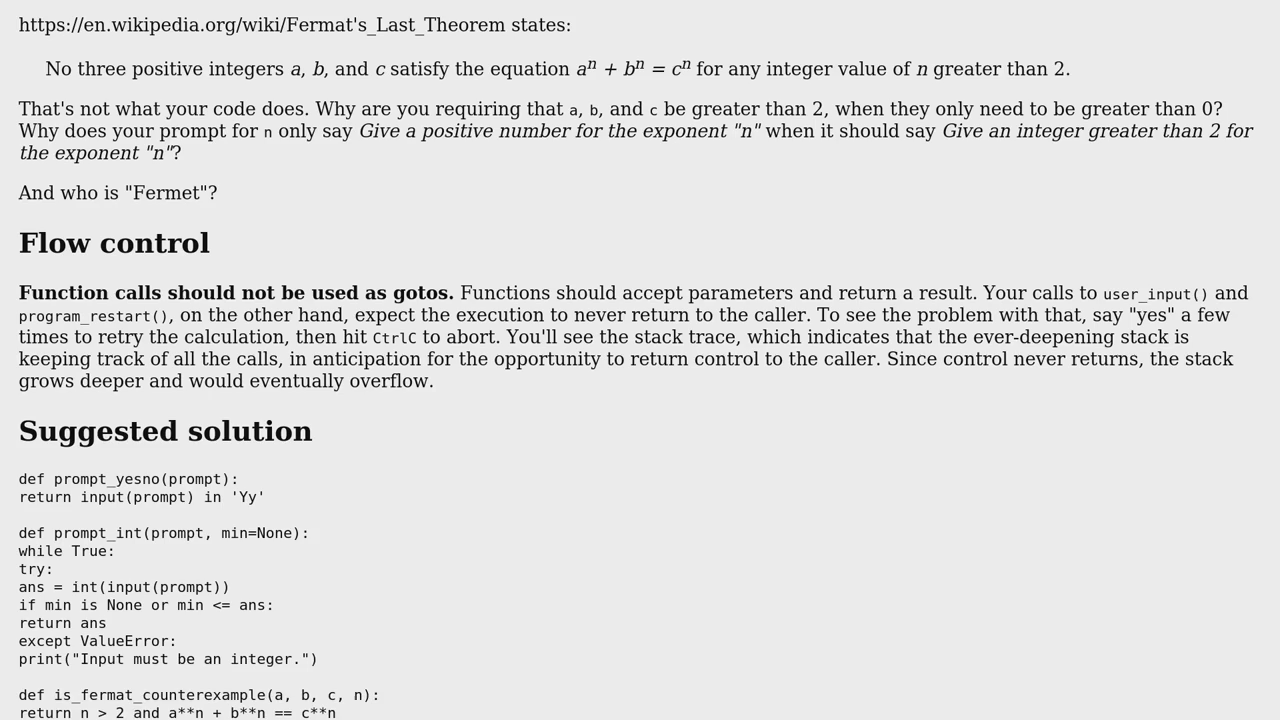 https://en.wikipedia.org/wiki/Fermat's_Last_Theorem states:
No three positive integers a, b, and c satisfy the equation aⁿ + bⁿ = cⁿ for any integer value of n greater than 2.
That's not what your code does. Why are you requiring that a, b, and c be greater than 2, when they only need to be greater than 0?
Why does your prompt for n only say Give a positive number for the exponent "n" when it should say Give an integer greater than 2 for
the exponent "n"?
And who is "Fermet"?
Flow control
Function calls should not be used as gotos. Functions should accept parameters and return a result. Your calls to user_input() and
program_restart(), on the other hand, expect the execution to never return to the caller. To see the problem with that, say "yes" a few
times to retry the calculation, then hit CtrlC to abort. You'll see the stack trace, which indicates that the ever-deepening stack is
keeping track of all the calls, in anticipation for the opportunity to return control to the caller. Since control never returns, the stack
grows deeper and would eventually overflow.
Suggested solution
def prompt_yesno(prompt):
return input(prompt) in 'Yy'
def prompt_int(prompt, min=None):
while True:
try:
ans = int(input(prompt))
if min is None or min <= ans:
return ans
except ValueError:
print("Input must be an integer.")
def is_fermat_counterexample(a, b, c, n):
return n > 2 and a**n + b**n == c**n